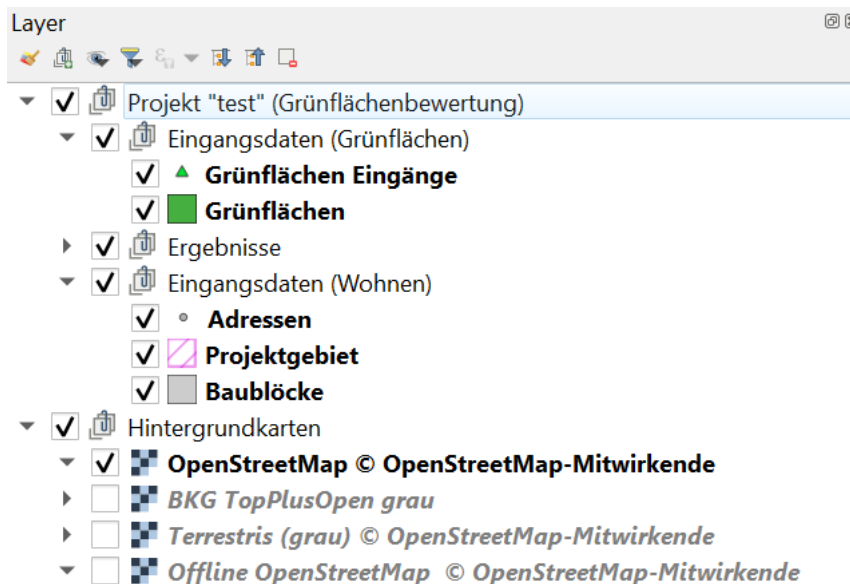 Layer
Projekt "test" (Grünflächenbewertung)
Eingangsdaten (Grünflächen)
Grünflächen Eingänge
Grünflächen
Ergebnisse
Eingangsdaten (Wohnen)
Adressen
Projektgebiet
Baublöcke
Hintergrundkarten
OpenStreetMap © OpenStreetMap-Mitwirkende
BKG TopPlusOpen grau
Terrestris (grau) © OpenStreetMap-Mitwirkende
Offline OpenStreetMap © OpenStreetMap-Mitwirkende